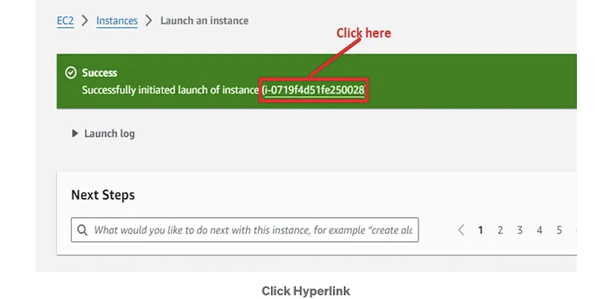 EC2 > Instances > Launch an instance
Click here
Success
Successfully initiated launch of instance (i-0719f4d51fe250028)
Launch log
Next Steps
What would you like to do next with this instance, for example "create alc
< 1 2 3 4 5
Click Hyperlink